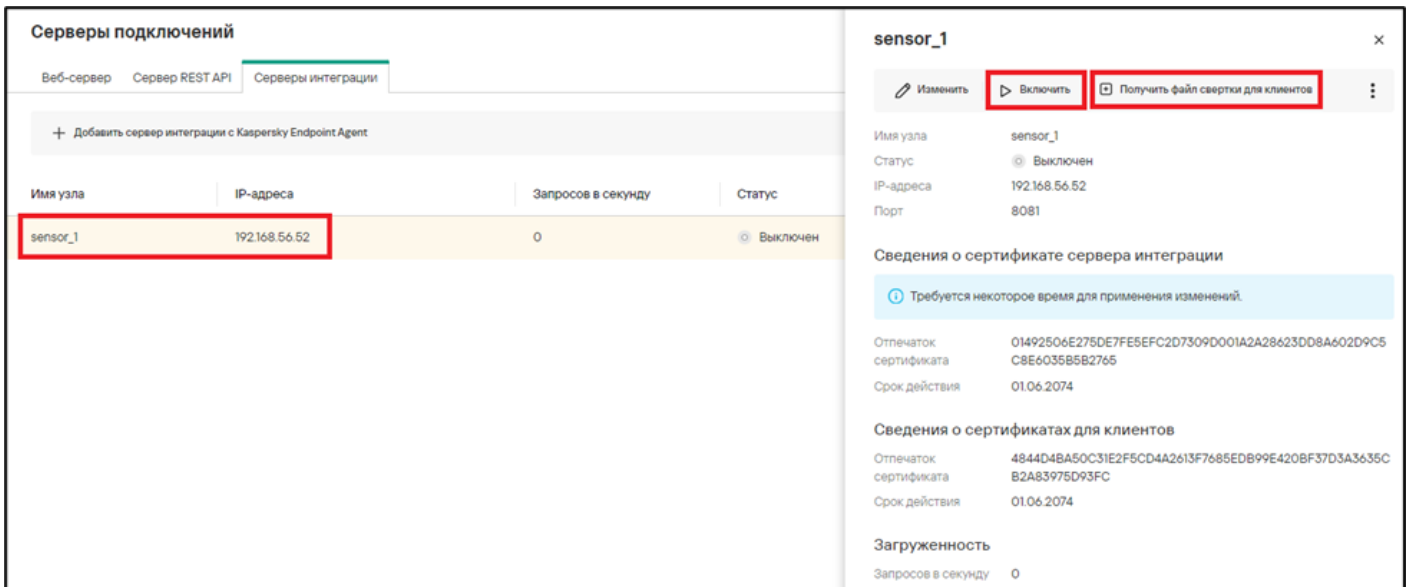 Серверы подключений
Веб-сервер Сервер REST API Серверы интеграции
Добавить сервер интеграции с Kaspersky Endpoint Agent
Имя узла IP-адреса Запросов в секунду Статус
sensor_1 192.168.56.52 0 Выключен
sensor_1
Изменить Включить Получить файл свертки для клиентов
Имя узла sensor_1
Статус Выключен
IP-адреса 192.168.56.52
Порт 8081
Сведения о сертификате сервера интеграции
Требуется некоторое время для применения изменений.
Отпечаток 01492506E275DE7FE5EFC2D7309D001A2A28623DD8A602D9C5
сертификата C8E6035B5B2765
Срок действия 01.06.2074
Сведения о сертификатах для клиентов
Отпечаток 4844D4BA50C31E2F5CD4A2613F7685EDB99E420BF37D3A3635C
сертификата B2A83975D93FC
Срок действия 01.06.2074
Загруженность
Запросов в секунду 0